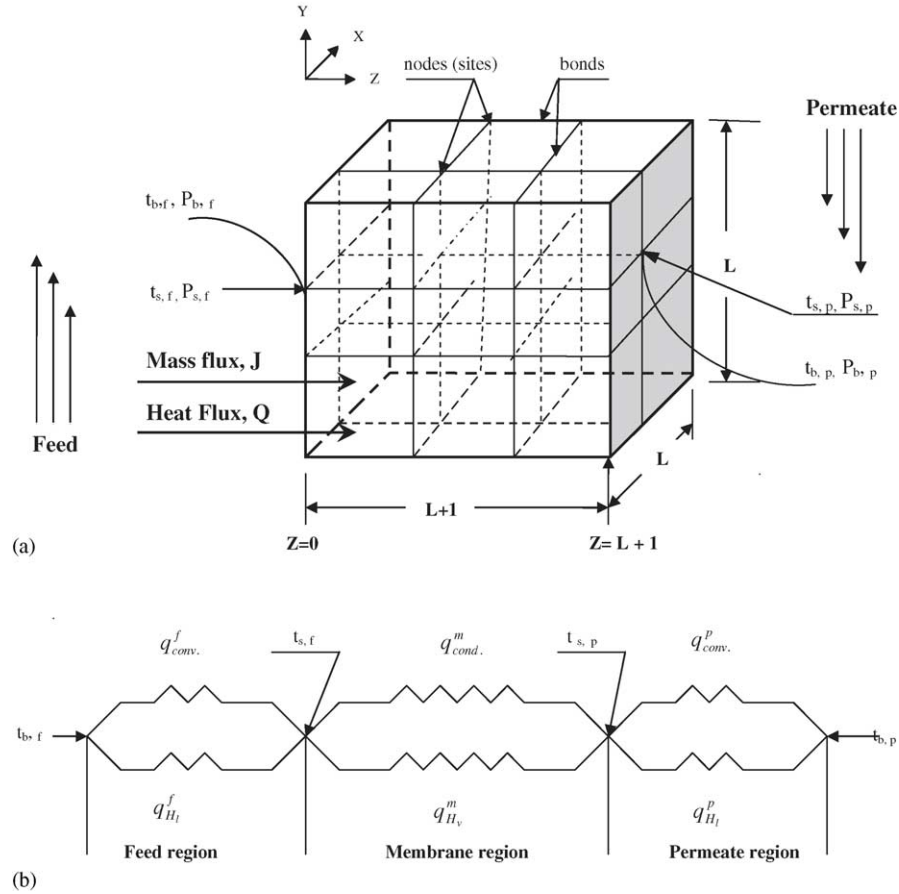 Y
X
Z
nodes (sites)
bonds
Permeate
t_b,f, P_b, f
L
t_s, f, P_s, f
t_s, p, P_s, p
Mass flux, J
t_b, p, P_b, p
Heat Flux, Q
Feed
L
L+1
Z=0
Z= L + 1
(a)
q^f_conv.
t_s, f
q^m_cond.
t_s, p
q^p_conv.
t_b, f
t_b, p
q^f_H_l
q^m_H_v
q^p_H_l
Feed region
Membrane region
Permeate region
(b)